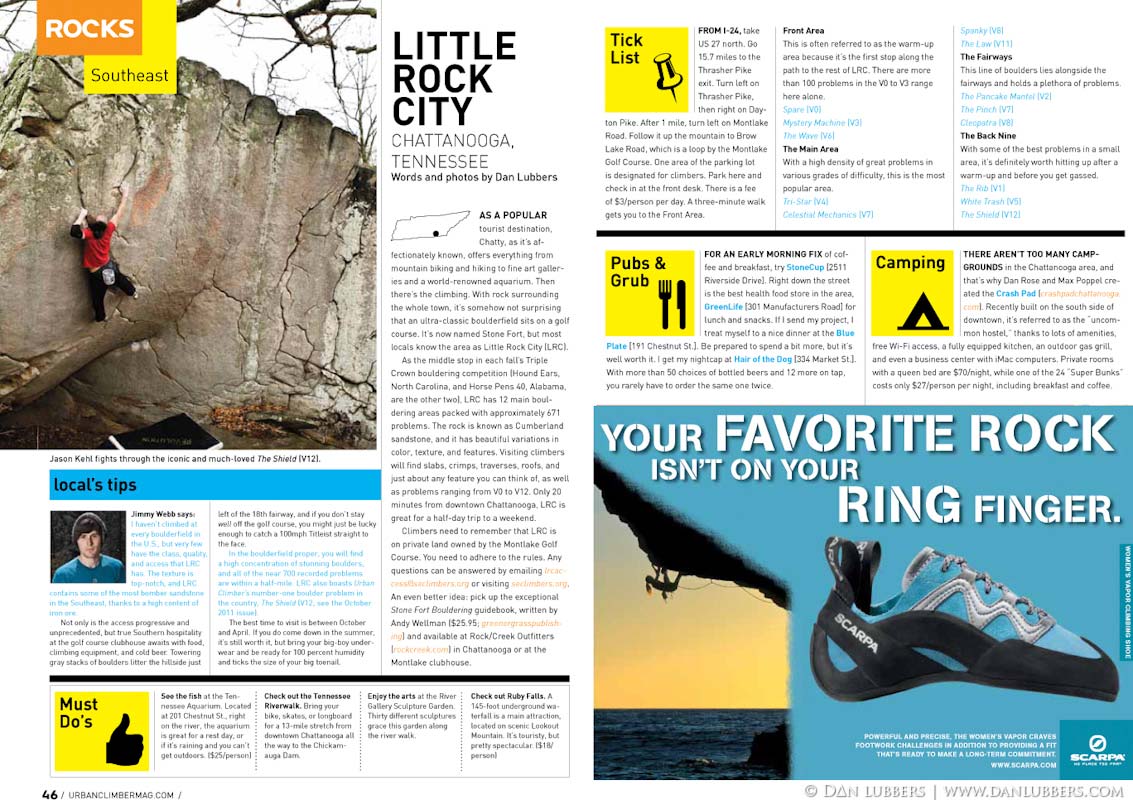 ROCKS
Southeast
REVOLUTION
Jason Kehl fights through the iconic and much-loved The Shield (V12).
local's tips
Jimmy Webb says:
I haven't climbed at
every boulderfield in
the U.S., but very few
have the class, quality,
and access that LRC
has. The texture is
top-notch, and LRC
contains some of the most bomber sandstone
in the Southeast, thanks to a high content of
iron ore.
Not only is the access progressive and
unprecedented, but true Southern hospitality
at the golf course clubhouse awaits with food,
climbing equipment, and cold beer. Towering
gray stacks of boulders litter the hillside just
left of the 18th fairway, and if you don't stay
well off the golf course, you might just be lucky
enough to catch a 100mph Titleist straight to
the face.
In the boulderfield proper, you will find
a high concentration of stunning boulders,
and all of the near 700 recorded problems
are within a half-mile. LRC also boasts Urban
Climber's number-one boulder problem in
the country, The Shield (V12, see the October
2011 issue).
The best time to visit is between October
and April. If you do come down in the summer,
it's still worth it, but bring your big-boy under-
wear and be ready for 100 percent humidity
and ticks the size of your big toenail.
LITTLE
ROCK
CITY
CHATTANOOGA,
TENNESSEE
Words and photos by Dan Lubbers
AS A POPULAR
tourist destination,
Chatty, as it's af-
fectionately known, offers everything from
mountain biking and hiking to fine art galler-
ies and a world-renowned aquarium. Then
there's the climbing. With rock surrounding
the whole town, it's somehow not surprising
that an ultra-classic boulderfield sits on a golf
course. It's now named Stone Fort, but most
locals know the area as Little Rock City (LRC).
As the middle stop in each fall's Triple
Crown bouldering competition (Hound Ears,
North Carolina, and Horse Pens 40, Alabama,
are the other two), LRC has 12 main boul-
dering areas packed with approximately 671
problems. The rock is known as Cumberland
sandstone, and it has beautiful variations in
color, texture, and features. Visiting climbers
will find slabs, crimps, traverses, roofs, and
just about any feature you can think of, as well
as problems ranging from V0 to V12. Only 20
minutes from downtown Chattanooga, LRC is
great for a half-day trip to a weekend.
Climbers need to remember that LRC is
on private land owned by the Montlake Golf
Course. You need to adhere to the rules. Any
questions can be answered by emailing lrcac-
cess@seclimbers.org or visiting seclimbers.org.
An even better idea: pick up the exceptional
Stone Fort Bouldering guidebook, written by
Andy Wellman ($25.95; greenergrasspublish-
ing) and available at Rock/Creek Outfitters
(rockcreek.com) in Chattanooga or at the
Montlake clubhouse.
Must
Do's
See the fish at the Ten-
nessee Aquarium. Located
at 201 Chestnut St., right
on the river, the aquarium
is great for a rest day, or
if it's raining and you can't
get outdoors. ($25/person)
Check out the Tennessee
Riverwalk. Bring your
bike, skates, or longboard
for a 13-mile stretch from
downtown Chattanooga all
the way to the Chickam-
auga Dam.
Enjoy the arts at the River
Gallery Sculpture Garden.
Thirty different sculptures
grace this garden along
the river walk.
Check out Ruby Falls. A
145-foot underground wa-
terfall is a main attraction,
located on scenic Lookout
Mountain. It's touristy, but
pretty spectacular. ($18/
person)
46 / URBANCLIMBERMAG.COM /
Tick
List
FROM I-24, take
US 27 north. Go
15.7 miles to the
Thrasher Pike
exit. Turn left on
Thrasher Pike,
then right on Day-
ton Pike. After 1 mile, turn left on Montlake
Road. Follow it up the mountain to Brow
Lake Road, which is a loop by the Montlake
Golf Course. One area of the parking lot
is designated for climbers. Park here and
check in at the front desk. There is a fee
of $3/person per day. A three-minute walk
gets you to the Front Area.
Front Area
This is often referred to as the warm-up
area because it's the first stop along the
path to the rest of LRC. There are more
than 100 problems in the V0 to V3 range
here alone.
Spare (V0)
Mystery Machine (V3)
The Wave (V6)
The Main Area
With a high density of great problems in
various grades of difficulty, this is the most
popular area.
Tri-Star (V4)
Celestial Mechanics (V7)
Spanky (V8)
The Law (V11)
The Fairways
This line of boulders lies alongside the
fairways and holds a plethora of problems.
The Pancake Mantel (V2)
The Pinch (V7)
Cleopatra (V8)
The Back Nine
With some of the best problems in a small
area, it's definitely worth hitting up after a
warm-up and before you get gassed.
The Rib (V1)
White Trash (V5)
The Shield (V12)
Pubs &
Grub
FOR AN EARLY MORNING FIX of cof-
fee and breakfast, try StoneCup [2511
Riverside Drive]. Right down the street
is the best health food store in the area,
GreenLife [301 Manufacturers Road] for
lunch and snacks. If I send my project, I
treat myself to a nice dinner at the Blue
Plate [191 Chestnut St.]. Be prepared to spend a bit more, but it's
well worth it. I get my nightcap at Hair of the Dog [334 Market St.].
With more than 50 choices of bottled beers and 12 more on tap,
you rarely have to order the same one twice.
Camping
THERE AREN'T TOO MANY CAMP-
GROUNDS in the Chattanooga area, and
that's why Dan Rose and Max Poppel cre-
ated the Crash Pad (crashpadchattanooga.
com). Recently built on the south side of
downtown, it's referred to as the "uncom-
mon hostel," thanks to lots of amenities,
free Wi-Fi access, a fully equipped kitchen, an outdoor gas grill,
and even a business center with iMac computers. Private rooms
with a queen bed are $70/night, while one of the 24 "Super Bunks"
costs only $27/person per night, including breakfast and coffee.
YOUR FAVORITE ROCK
ISN'T ON YOUR
RING FINGER.
SCARPA
WOMEN'S VAPOR CLIMBING SHOE
POWERFUL AND PRECISE, THE WOMEN'S VAPOR CRAVES
FOOTWORK CHALLENGES IN ADDITION TO PROVIDING A FIT
THAT'S READY TO MAKE A LONG-TERM COMMITMENT.
WWW.SCARPA.COM
SCARPA
NO PLACE TOO FAR
© DAN LUBBERS | WWW.DANLUBBERS.COM